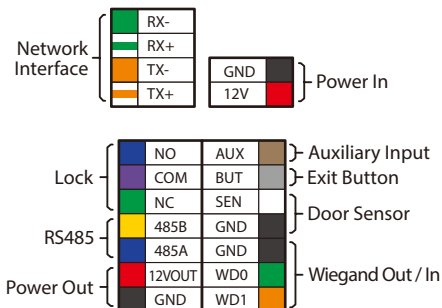 RX-
RX+
TX-
TX+
Network
Interface
GND
12V
Power In
NO AUX
COM BUT
NC SEN
485B GND
485A GND
12VOUT WD0
GND WD1
Lock
RS485
Power Out
Auxiliary Input
Exit Button
Door Sensor
Wiegand Out / In